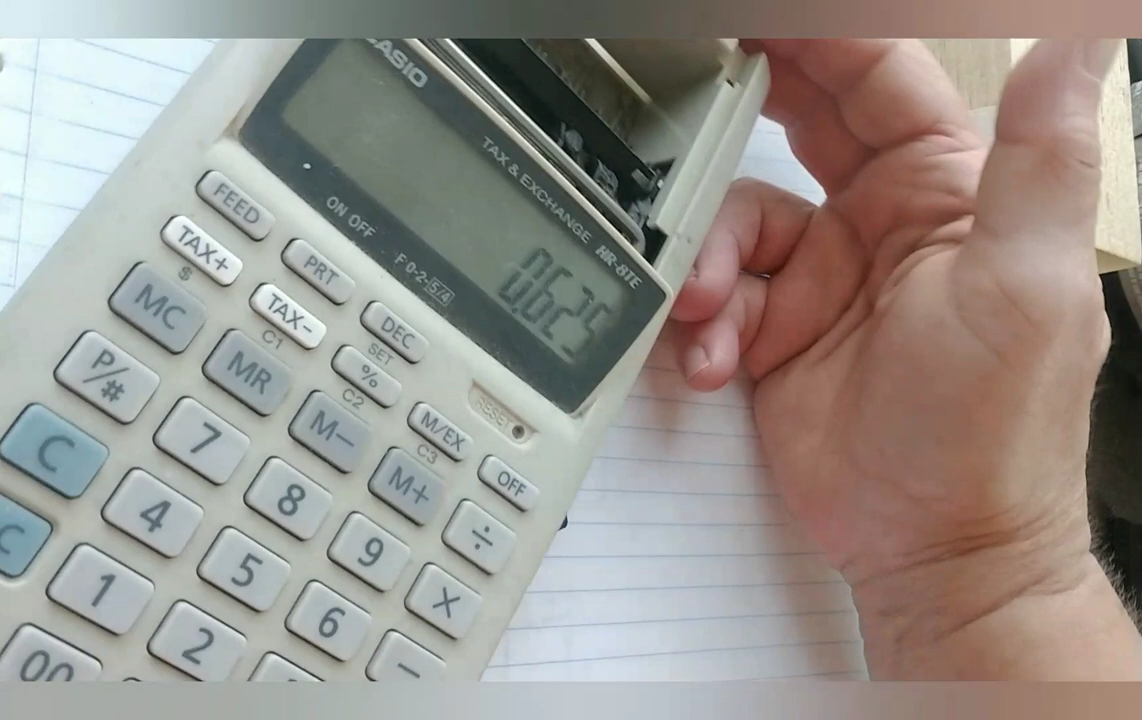 CASIO
TAX & EXCHANGE HR-8TE
0.625
ON OFF
F 0-2-5/4
RESET
FEED
PRT
DEC
SET
TAX+
$
TAX-
C1
%
C2
M/EX
C3
OFF
MC
MR
M-
M+
÷
P/#
7
8
9
×
C
4
5
6
-
C
1
2
00